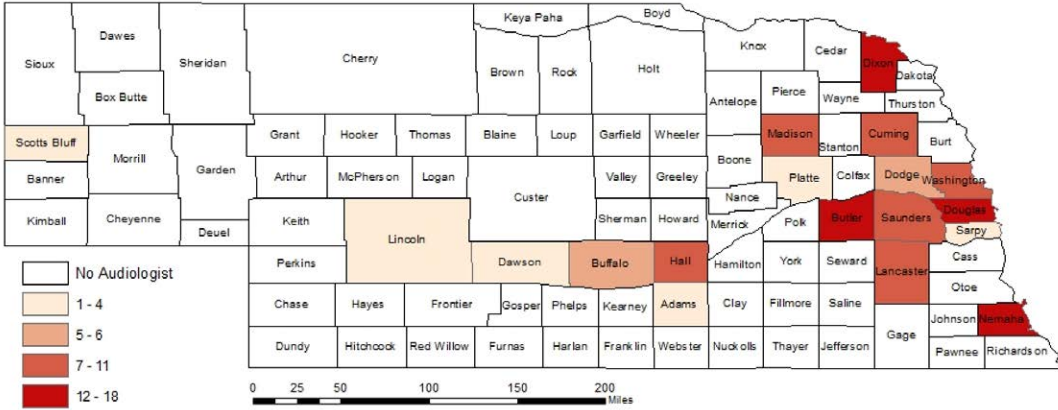 Keya Paha Boyd
Dawes Knox Cedar
Sioux Sheridan Cherry Dixon
Brown Rock Holt Dakota
Box Butte Antelope Pierce Wayne Thurston
Scotts Bluff Grant Hooker Thomas Blaine Loup Garfield Wheeler Madison Stanton Cuming Burt
Morrill Garden Boone
Banner Arthur McPherson Logan Custer Valley Greeley Platte Colfax Dodge Washington
Nance
Kimball Cheyenne Keith Sherman Howard Merrick Polk Butler Saunders Douglas
Deuel Lincoln Sarpy
Perkins Dawson Buffalo Hall Hamilton York Seward Lancaster Cass
No Audiologist
Otoe
1 - 4
Chase Hayes Frontier Gosper Phelps Kearney Adams Clay Fillmore Saline
5 - 6
Gage Johnson Nemaha
Dundy Hitchcock Red Willow Furnas Harlan Franklin Webster Nuckolls Thayer Jefferson Pawnee Richardson
7 - 11
12 - 18
0 25 50 100 150 200
Miles